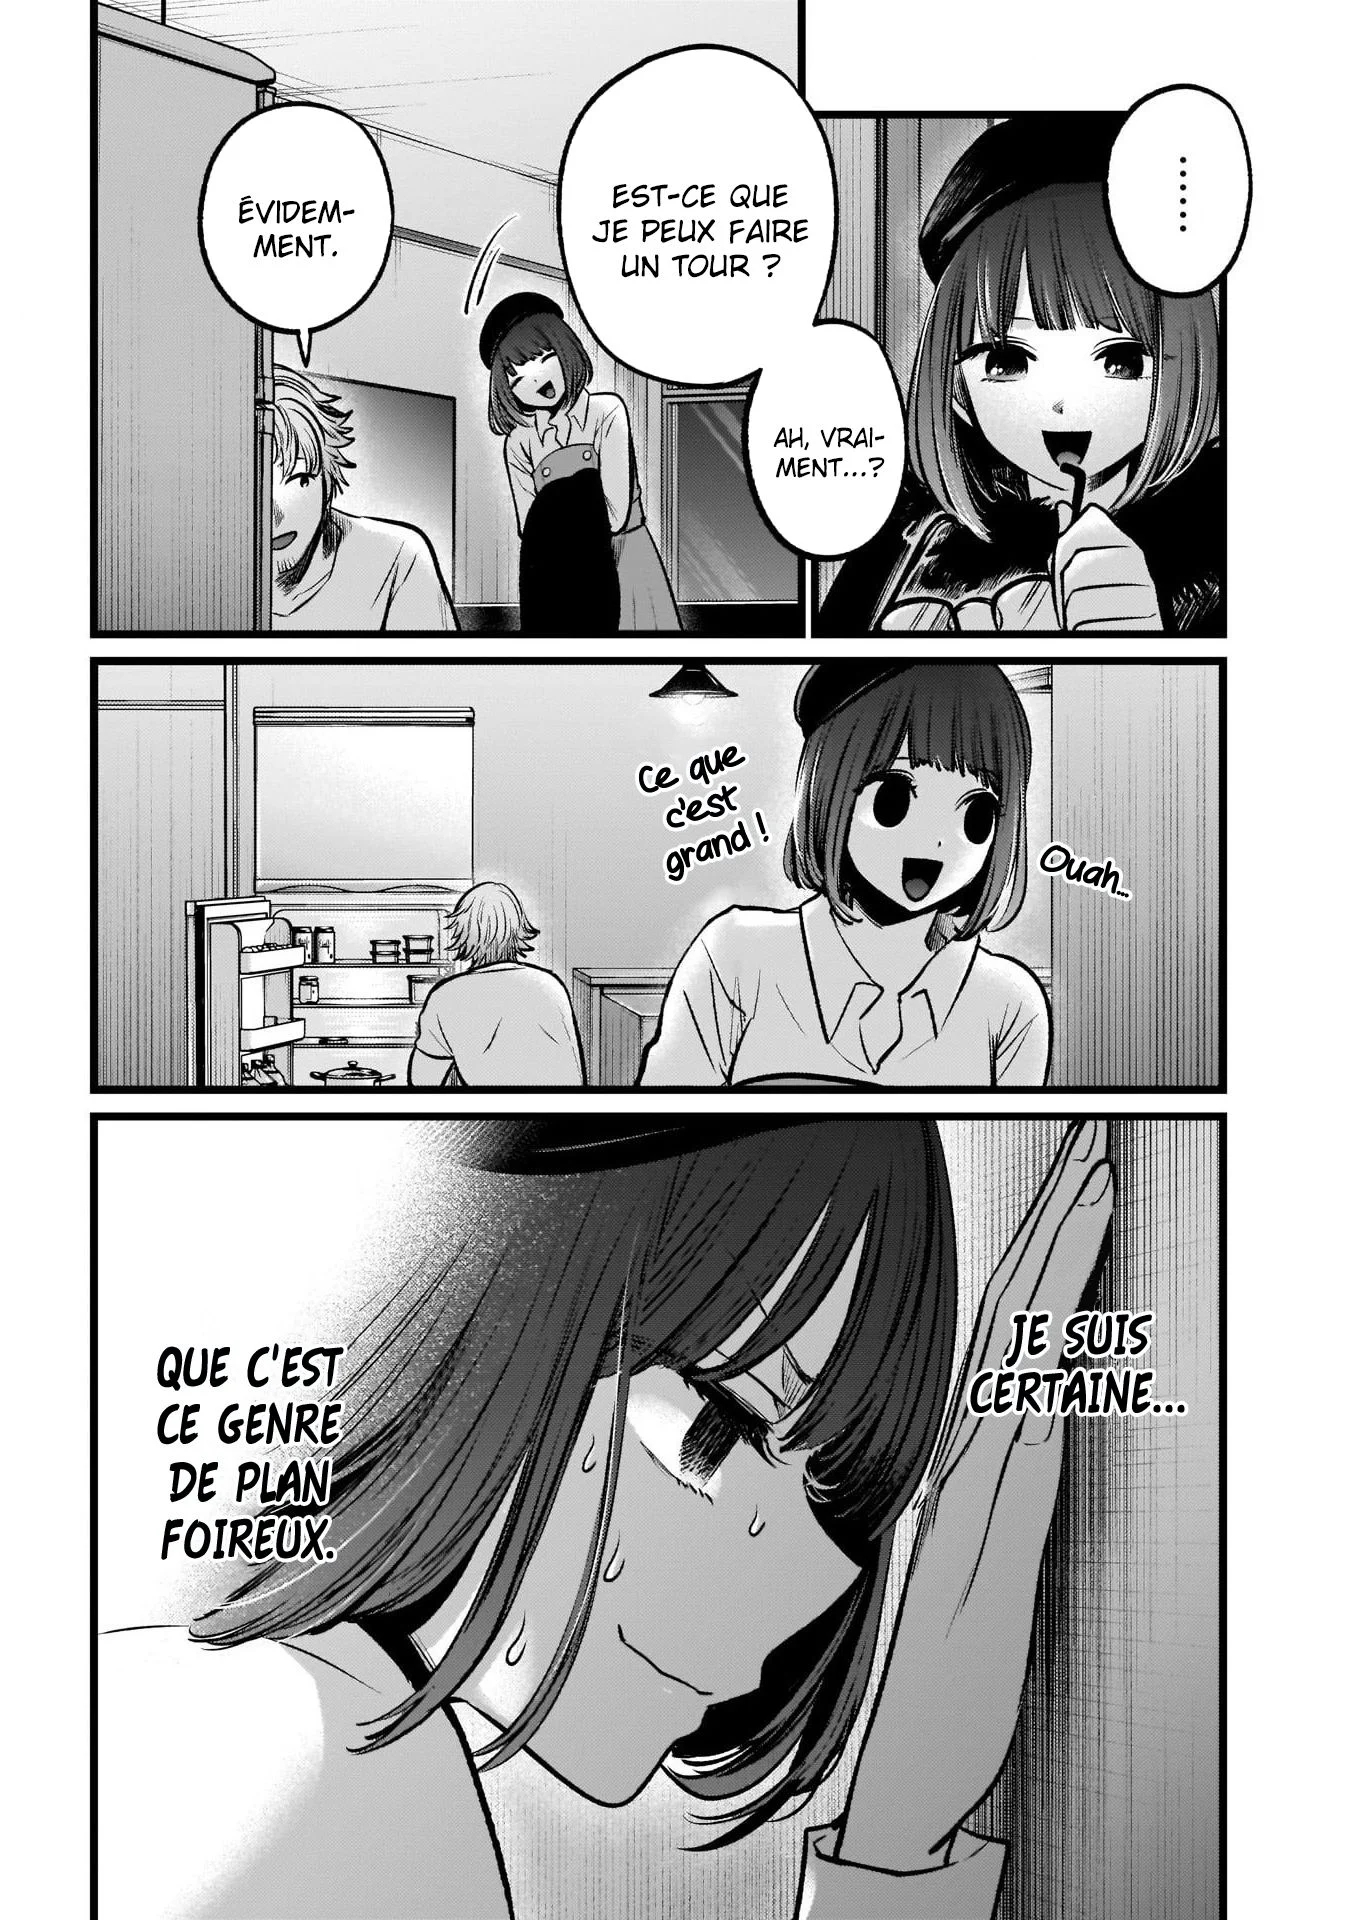 ......
AH, VRAI-
MENT...?
EST-CE QUE
JE PEUX FAIRE
UN TOUR ?
ÉVIDEM-
MENT.
Ouah...
Ce que
c'est
grand !
JE SUIS
CERTAINE...
QUE C'EST
CE GENRE
DE PLAN
FOIREUX.